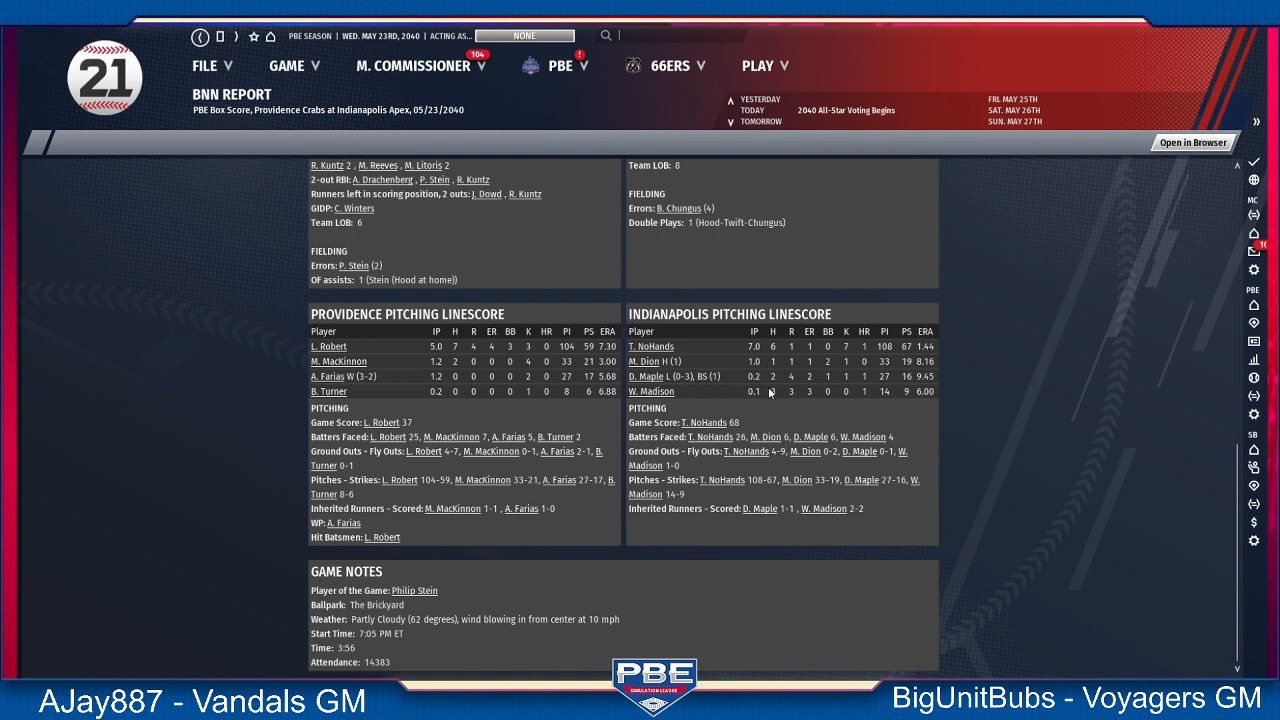 21
PBE SEASON | WED. MAY 23RD, 2040 | ACTING AS... NONE
FILE GAME M. COMMISSIONER 104 PBE ! 66ERS PLAY
BNN REPORT
PBE Box Score, Providence Crabs at Indianapolis Apex, 05/23/2040
YESTERDAY
TODAY 2040 All-Star Voting Begins
TOMORROW
FRI. MAY 25TH
SAT. MAY 26TH
SUN. MAY 27TH
Open in Browser
R. Kuntz 2 , M. Reeves , M. Litoris 2
2-out RBI: A. Drachenberg , P. Stein , R. Kuntz
Runners left in scoring position, 2 outs: J. Dowd , R. Kuntz
GIDP: C. Winters
Team LOB: 6
FIELDING
Errors: P. Stein (2)
OF assists: 1 (Stein (Hood at home))
Team LOB: 8
FIELDING
Errors: B. Chungus (4)
Double Plays: 1 (Hood-Twift-Chungus)
PROVIDENCE PITCHING LINESCORE
Player IP H R ER BB K HR PI PS ERA
L. Robert 5.0 7 4 4 3 3 0 104 59 7.30
M. MacKinnon 1.2 2 0 0 0 4 0 33 21 3.00
A. Farias W (3-2) 1.2 0 0 0 0 2 0 27 17 5.68
B. Turner 0.2 0 0 0 0 1 0 8 6 6.88
PITCHING
Game Score: L. Robert 37
Batters Faced: L. Robert 25, M. MacKinnon 7, A. Farias 5, B. Turner 2
Ground Outs - Fly Outs: L. Robert 4-7, M. MacKinnon 0-1, A. Farias 2-1, B.
Turner 0-1
Pitches - Strikes: L. Robert 104-59, M. MacKinnon 33-21, A. Farias 27-17, B.
Turner 8-6
Inherited Runners - Scored: M. MacKinnon 1-1 , A. Farias 1-0
WP: A. Farias
Hit Batsmen: L. Robert
INDIANAPOLIS PITCHING LINESCORE
Player IP H R ER BB K HR PI PS ERA
T. NoHands 7.0 6 1 1 0 7 1 108 67 1.44
M. Dion H (1) 1.0 1 1 1 2 1 0 33 19 8.16
D. Maple L (0-3), BS (1) 0.2 2 4 2 1 1 1 27 16 9.45
W. Madison 0.1 3 3 0 0 1 14 9 6.00
PITCHING
Game Score: T. NoHands 68
Batters Faced: T. NoHands 26, M. Dion 6, D. Maple 6, W. Madison 4
Ground Outs - Fly Outs: T. NoHands 4-9, M. Dion 0-2, D. Maple 0-1, W.
Madison 1-0
Pitches - Strikes: T. NoHands 108-67, M. Dion 33-19, D. Maple 27-16, W.
Madison 14-9
Inherited Runners - Scored: D. Maple 1-1 , W. Madison 2-2
GAME NOTES
Player of the Game: Philip Stein
Ballpark: The Brickyard
Weather: Partly Cloudy (62 degrees), wind blowing in from center at 10 mph
Start Time: 7:05 PM ET
Time: 3:56
Attendance: 14383
MC
10
PBE
SB
PBE
SIMULATION LEAGUE
AJay887 - Vandals GM
BigUnitBubs - Voyagers GM